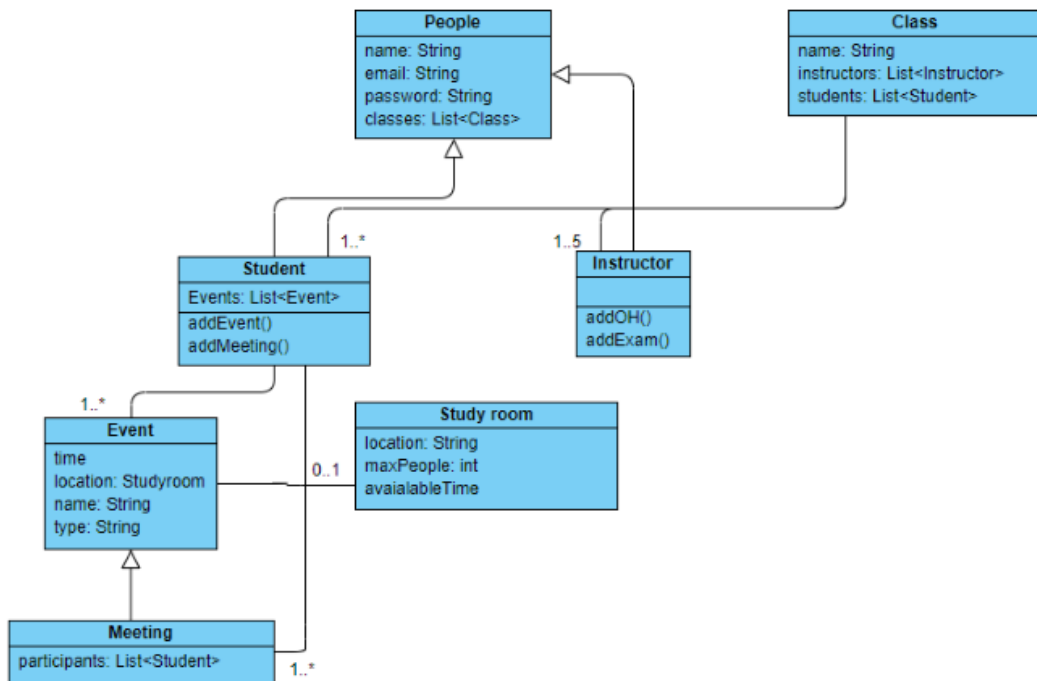 People
name: String
email: String
password: String
classes: List<Class>
Class
name: String
instructors: List<Instructor>
students: List<Student>
1..*
1..5
Student
Events: List<Event>
addEvent()
addMeeting()
Instructor
addOH()
addExam()
1..*
Event
time
location: Studyroom
name: String
type: String
0..1
Study room
location: String
maxPeople: int
avaialableTime
Meeting
participants: List<Student>
1..*